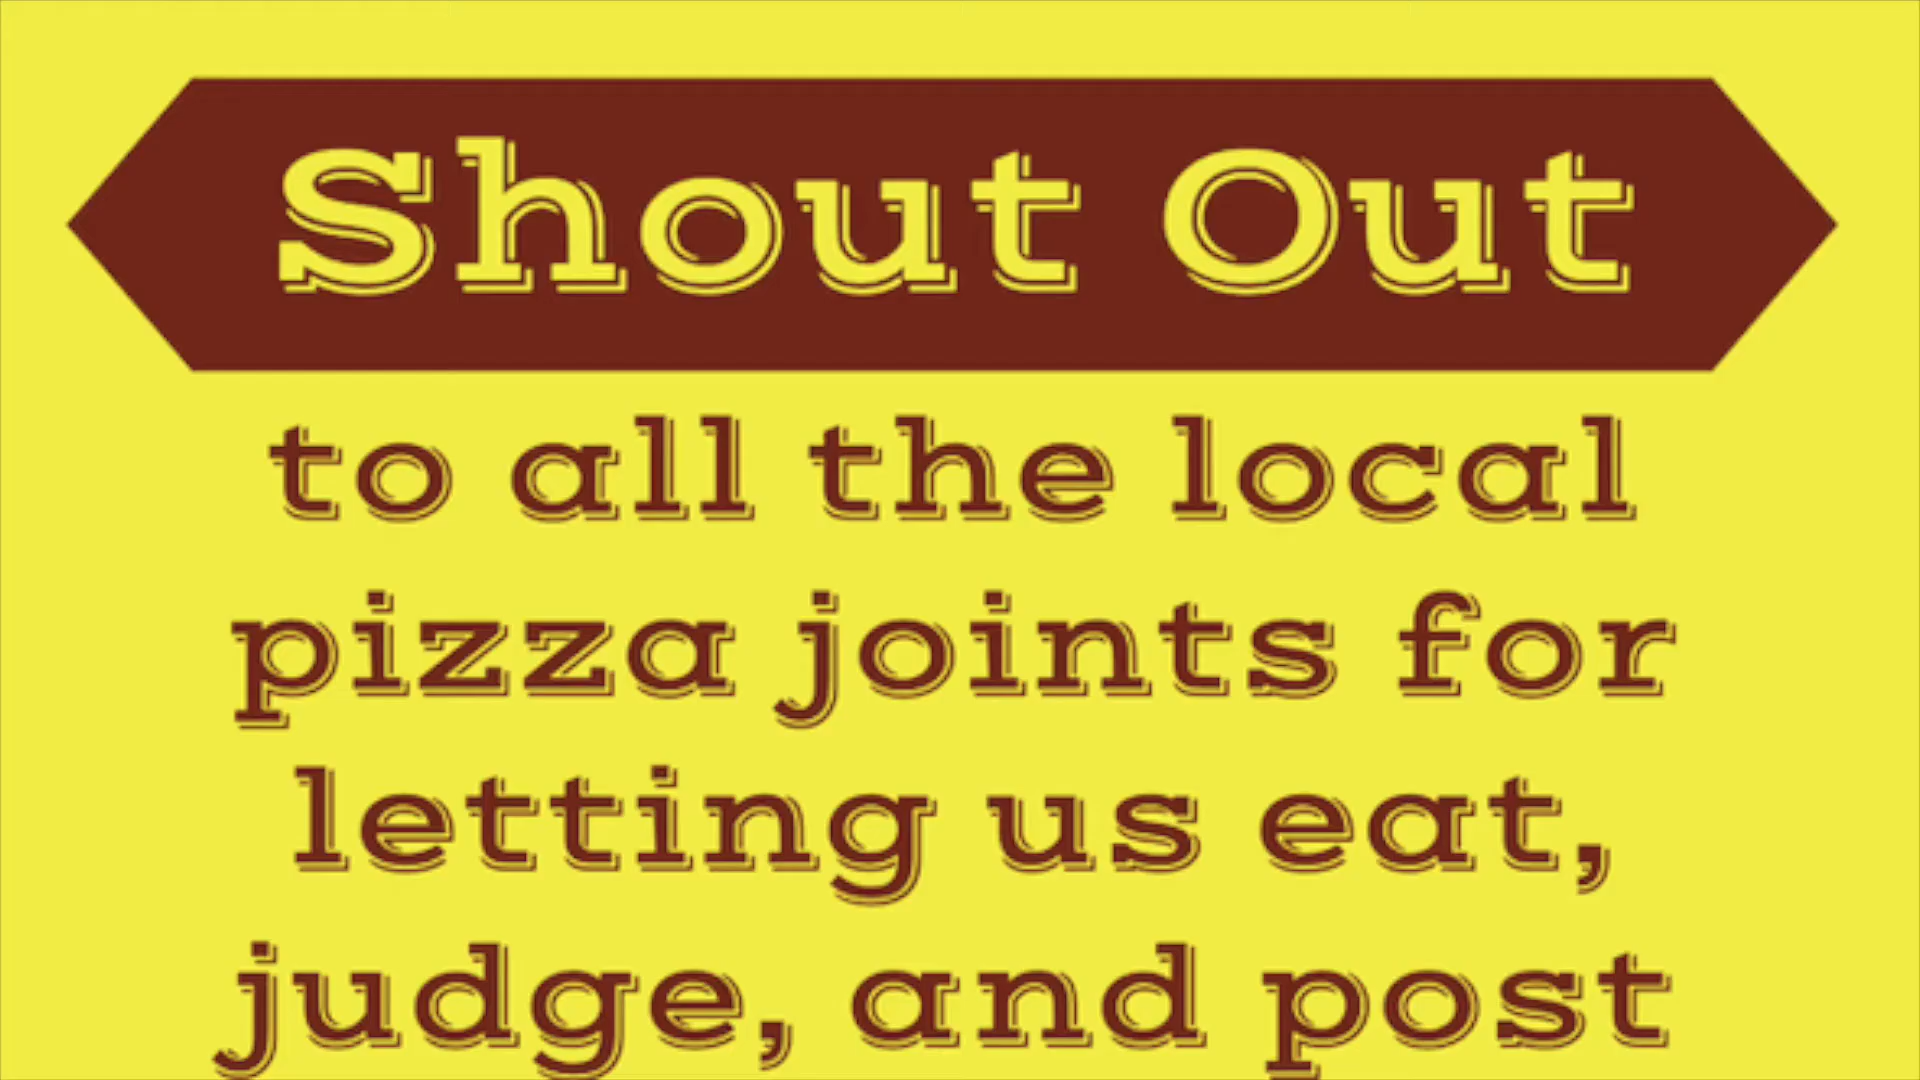 Shout Out
to all the local
pizza joints for
letting us eat,
judge, and post